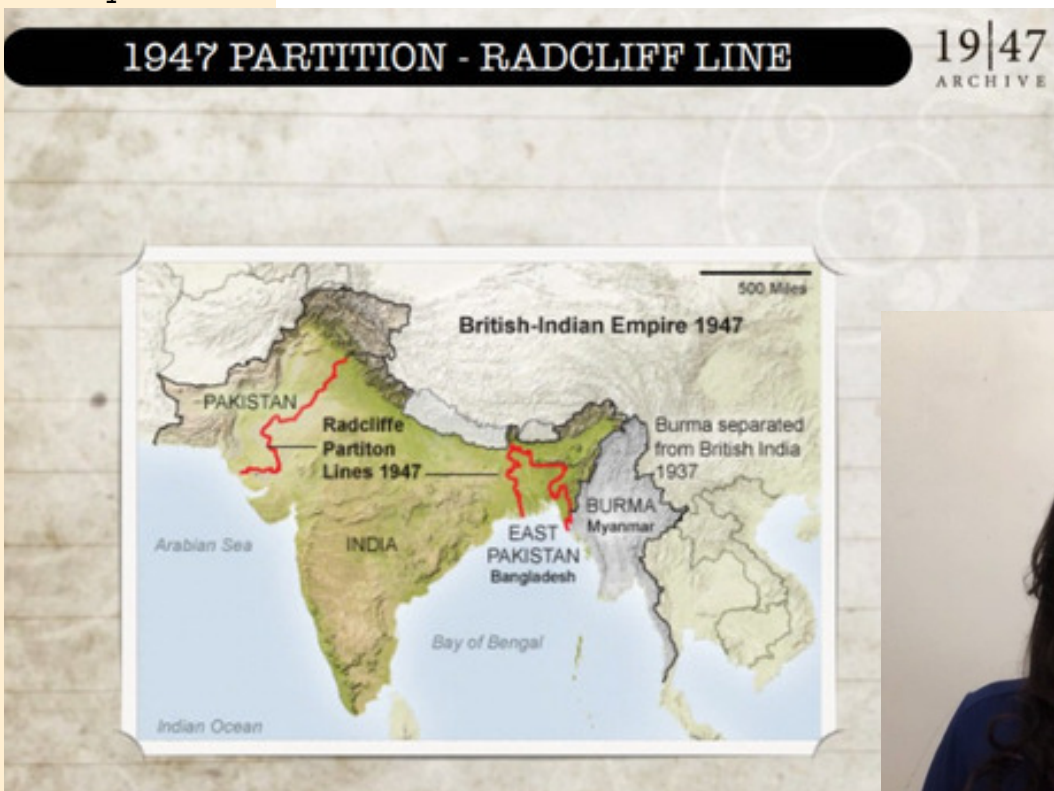 1947 PARTITION - RADCLIFF LINE
19|47
ARCHIVE
500 Miles
British-Indian Empire 1947
PAKISTAN
Radcliffe
Partiton
Lines 1947
Burma separated
from British India
1937
BURMA
Myanmar
EAST
PAKISTAN
Bangladesh
INDIA
Arabian Sea
Bay of Bengal
Indian Ocean